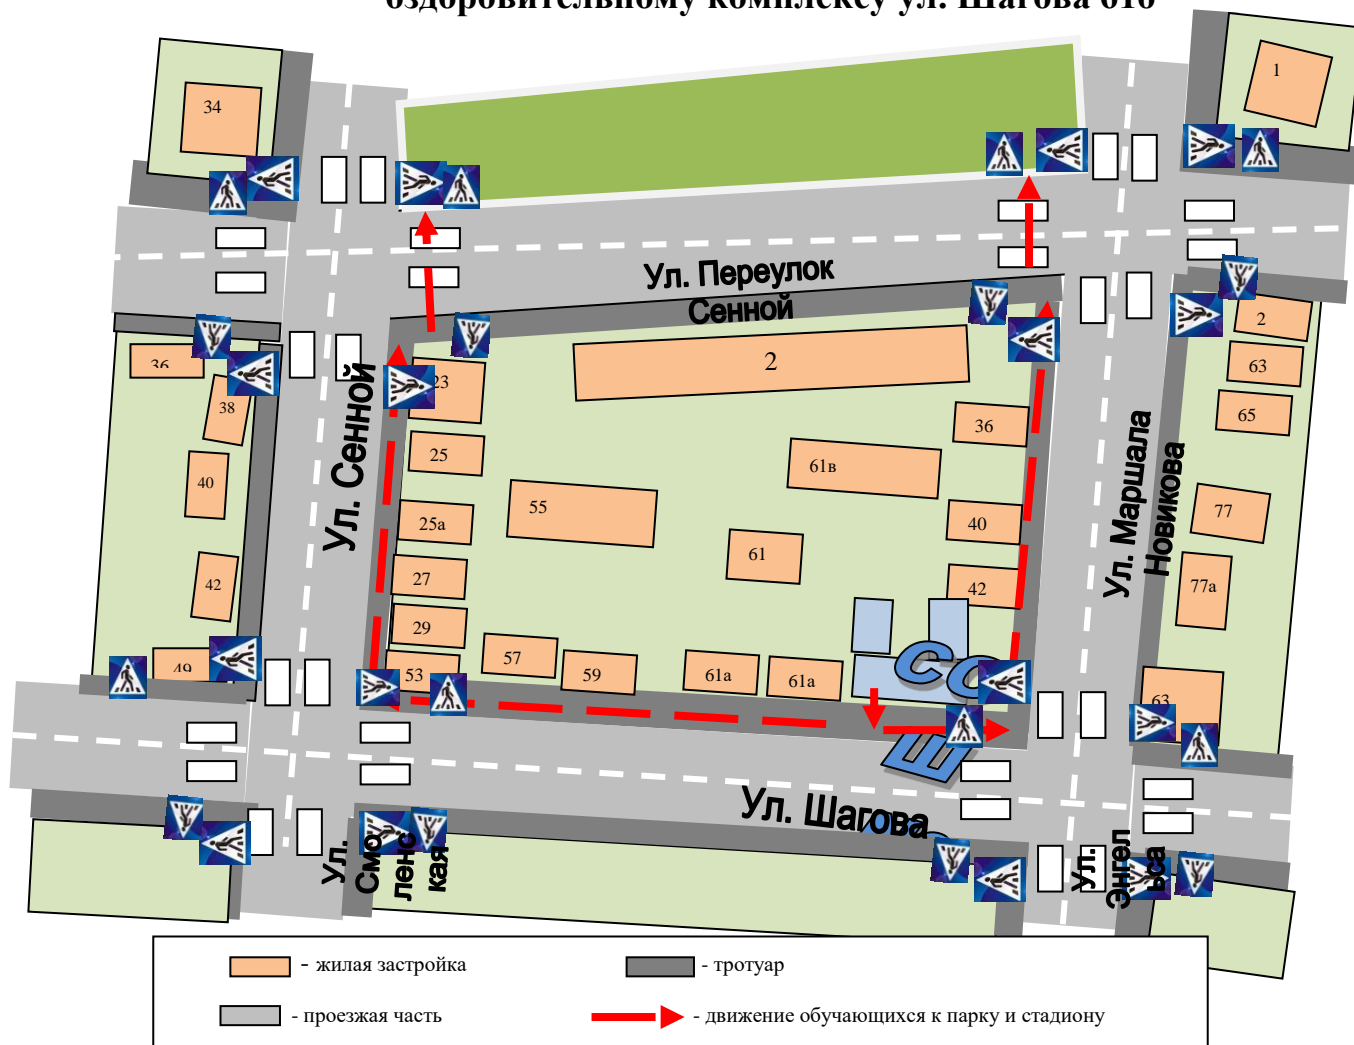 оздоровительному комплексу ул. Шагова 61б
34
1
Ул. Переулок
Сенной
2
2
36
38
40
42
49
Ул. Сенной
23
25
25а
27
29
53
55
57
59
61
61а
61а
61в
36
40
42
СО
Ш
Ул. Маршала
Новикова
63
65
77
77а
63
Ул. Шагова
Ул.
Смо
ленс
кая
Ул.
Энгел
ьса
- жилая застройка
- тротуар
- проезжая часть
- движение обучающихся к парку и стадиону